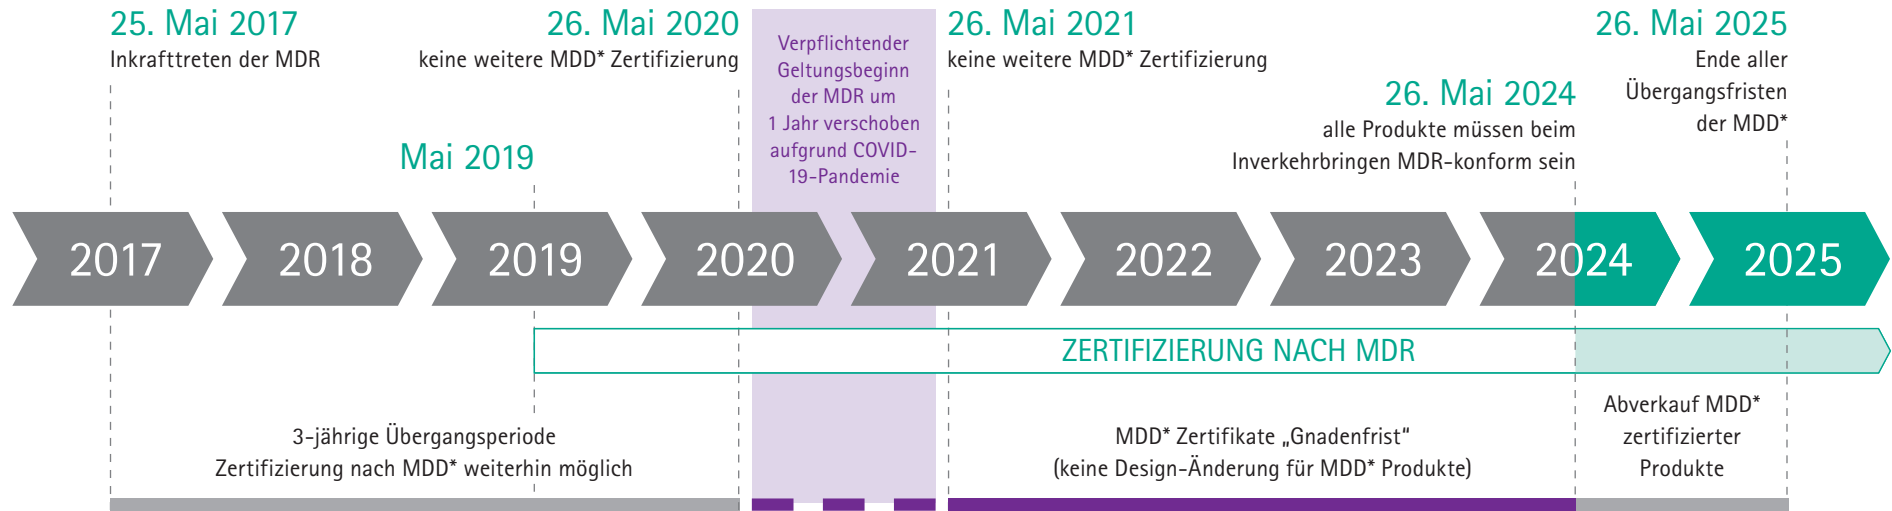 25. Mai 2017
Inkrafttreten der MDR
26. Mai 2020
keine weitere MDD* Zertifizierung
Verpflichtender
Geltungsbeginn
der MDR um
1 Jahr verschoben
aufgrund COVID-
19-Pandemie
26. Mai 2021
keine weitere MDD* Zertifizierung
26. Mai 2025
Ende aller
Übergangsfristen
der MDD*
26. Mai 2024
alle Produkte müssen beim
Inverkehrbringen MDR-konform sein
Mai 2019
2017
2018
2019
2020
2021
2022
2023
2024
2025
ZERTIFIZIERUNG NACH MDR
3-jährige Übergangsperiode
Zertifizierung nach MDD* weiterhin möglich
MDD* Zertifikate „Gnadenfrist“
(keine Design-Änderung für MDD* Produkte)
Abverkauf MDD*
zertifizierter
Produkte